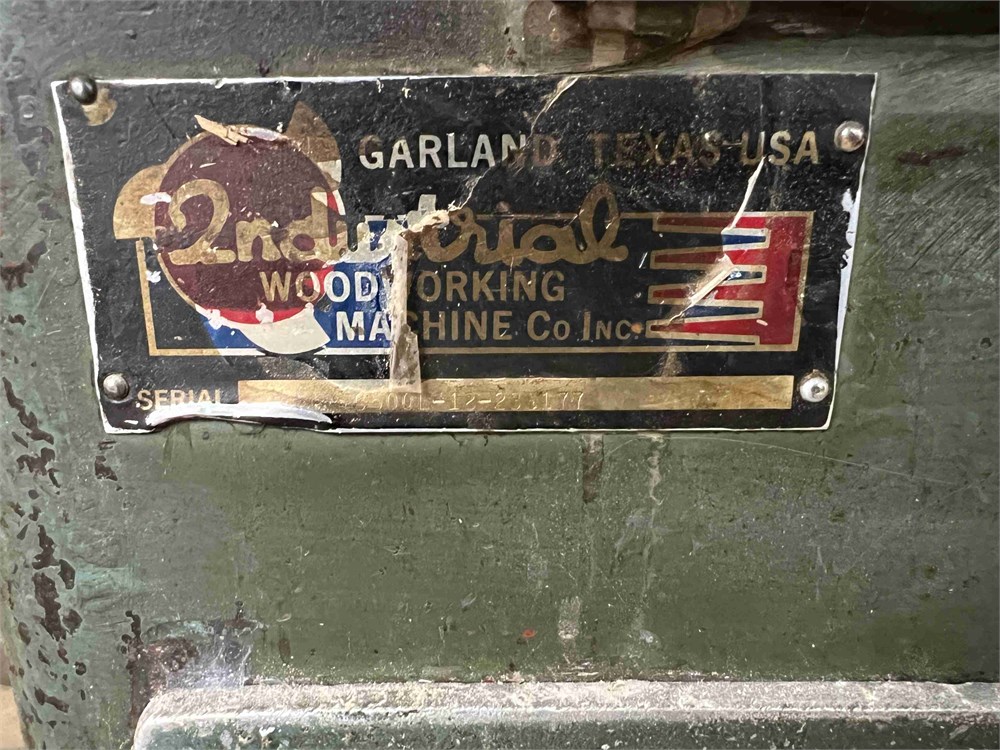 GARLAND TEXAS USA
Industrial
WOODWORKING
MACHINE Co INC.
SERIAL